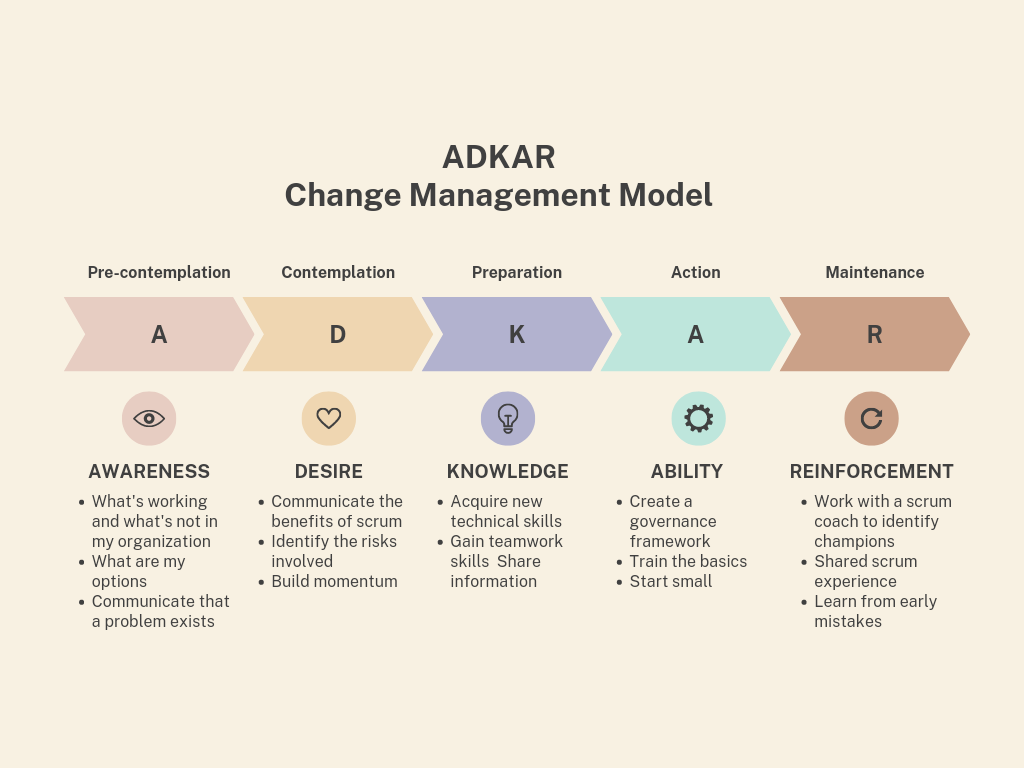 ADKAR
Change Management Model
Pre-contemplation
Contemplation
Preparation
Action
Maintenance
A
D
K
A
R
AWARENESS
• What's working
and what's not in
my organization
• What are my
options
• Communicate that
a problem exists
DESIRE
• Communicate the
benefits of scrum
• Identify the risks
involved
• Build momentum
KNOWLEDGE
• Acquire new
technical skills
• Gain teamwork
skills  Share
information
ABILITY
• Create a
governance
framework
• Train the basics
• Start small
REINFORCEMENT
• Work with a scrum
coach to identify
champions
• Shared scrum
experience
• Learn from early
mistakes